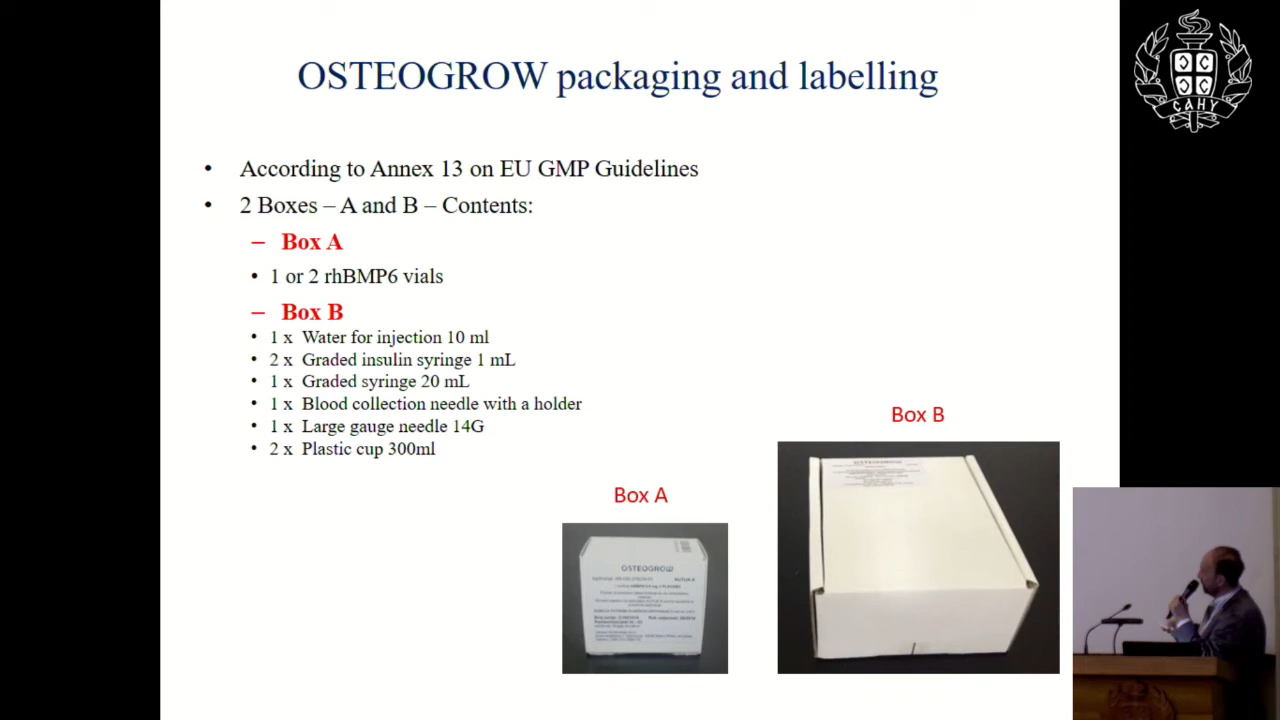 OSTEOGROW packaging and labelling
• According to Annex 13 on EU GMP Guidelines
• 2 Boxes – A and B – Contents:
– Box A
• 1 or 2 rhBMP6 vials
– Box B
• 1 x Water for injection 10 ml
• 2 x Graded insulin syringe 1 mL
• 1 x Graded syringe 20 mL
• 1 x Blood collection needle with a holder
• 1 x Large gauge needle 14G
• 2 x Plastic cup 300ml
Box A
Box B
OSTEOGROW
OSTEOGROW
САНУ